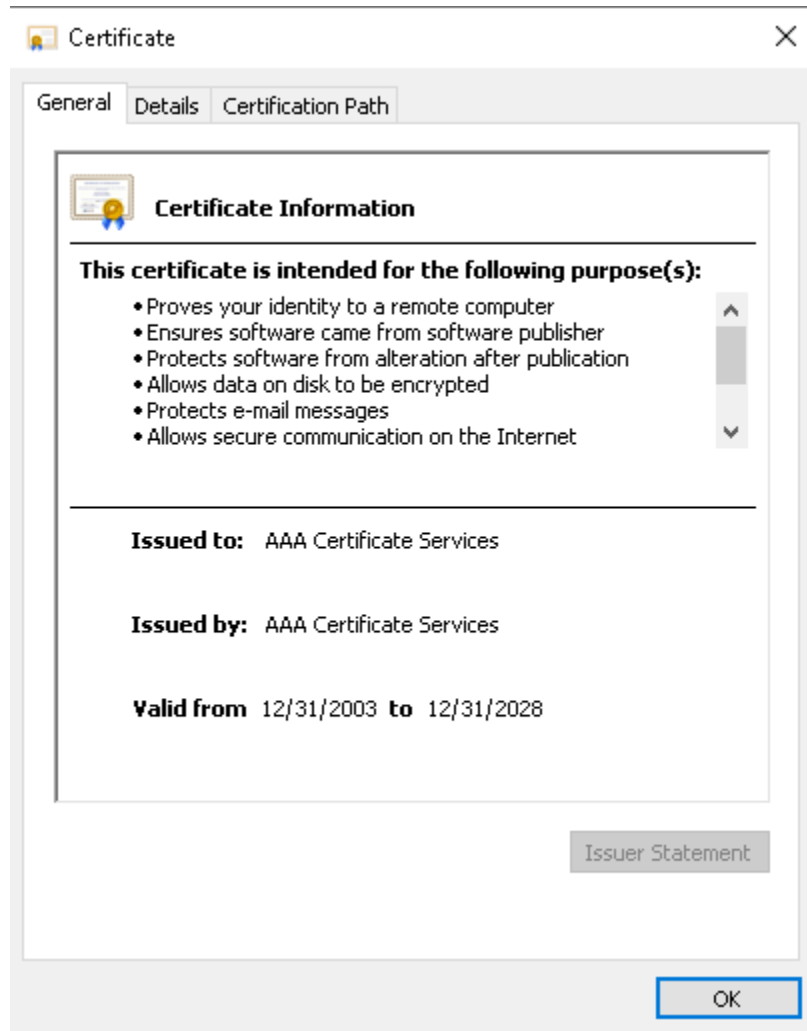 Certificate
General Details Certification Path
Certificate Information
This certificate is intended for the following purpose(s):
• Proves your identity to a remote computer
• Ensures software came from software publisher
• Protects software from alteration after publication
• Allows data on disk to be encrypted
• Protects e-mail messages
• Allows secure communication on the Internet
Issued to: AAA Certificate Services
Issued by: AAA Certificate Services
Valid from 12/31/2003 to 12/31/2028
Issuer Statement
OK